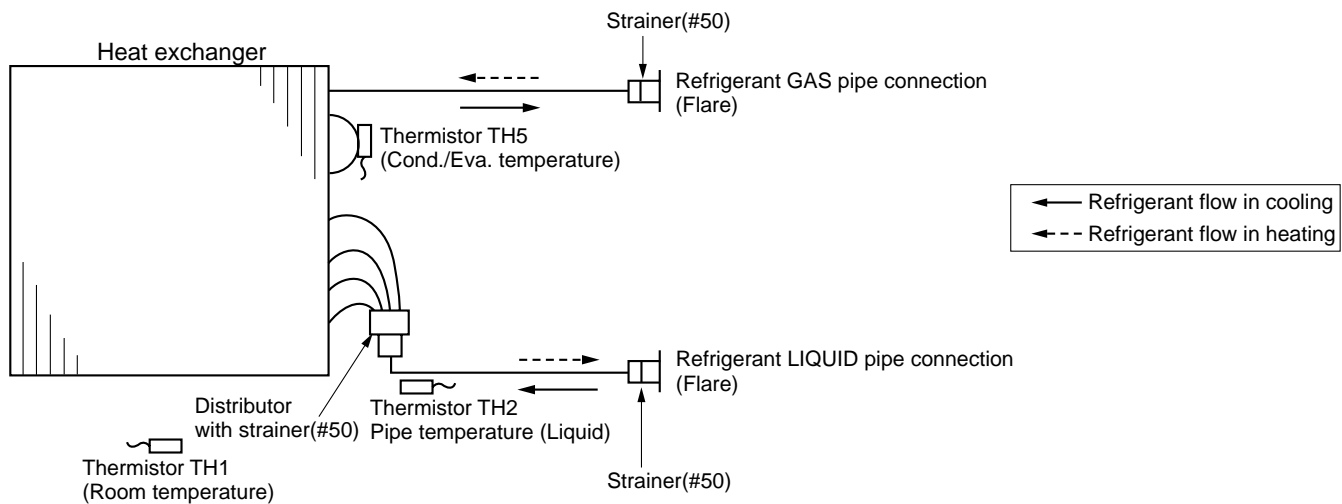 Strainer(#50)
Heat exchanger
Refrigerant GAS pipe connection
(Flare)
Thermistor TH5
(Cond./Eva. temperature)
Refrigerant flow in cooling
Refrigerant flow in heating
Refrigerant LIQUID pipe connection
(Flare)
Distributor
with strainer(#50)
Thermistor TH2
Pipe temperature (Liquid)
Thermistor TH1
(Room temperature)
Strainer(#50)